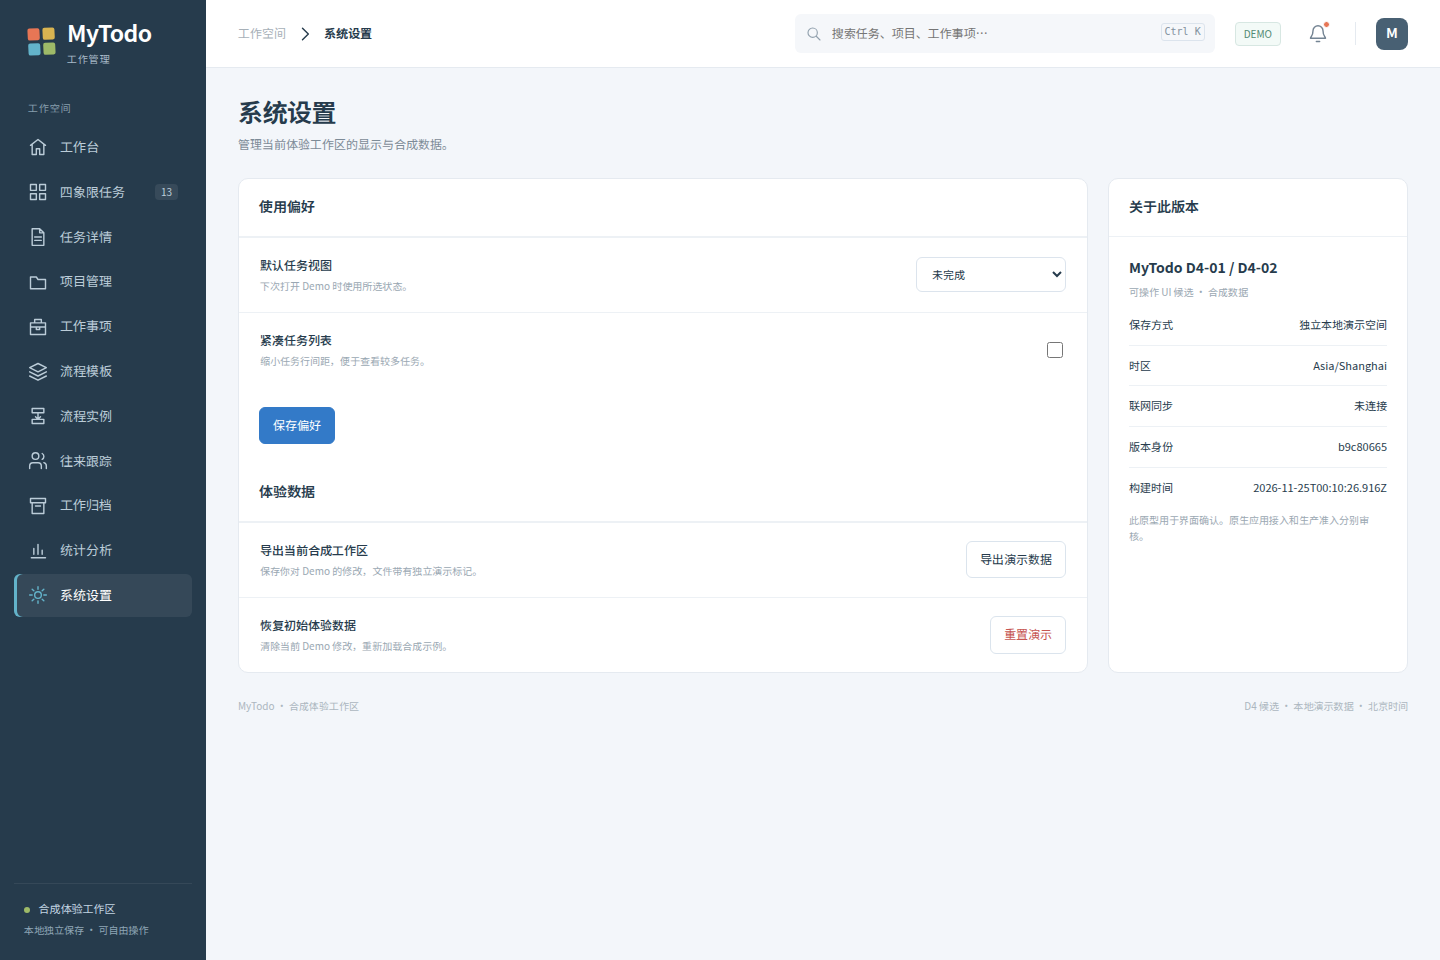 MyTodo
工作管理
工作空间
工作台
四象限任务 13
任务详情
项目管理
工作事项
流程模板
流程实例
往来跟踪
工作归档
统计分析
系统设置
合成体验工作区
本地独立保存 · 可自由操作
工作空间 系统设置
搜索任务、项目、工作事项… Ctrl K
DEMO
M
系统设置
管理当前体验工作区的显示与合成数据。
使用偏好
默认任务视图
下次打开 Demo 时使用所选状态。
未完成
紧凑任务列表
缩小任务行间距，便于查看较多任务。
保存偏好
体验数据
导出当前合成工作区
保存你对 Demo 的修改，文件带有独立演示标记。
导出演示数据
恢复初始体验数据
清除当前 Demo 修改，重新加载合成示例。
重置演示
关于此版本
MyTodo D4-01 / D4-02
可操作 UI 候选 · 合成数据
保存方式 独立本地演示空间
时区 Asia/Shanghai
联网同步 未连接
版本身份 b9c80665
构建时间 2026-11-25T00:10:26.916Z
此原型用于界面确认。原生应用接入和生产准入分别审
核。
MyTodo · 合成体验工作区
D4 候选 · 本地演示数据 · 北京时间